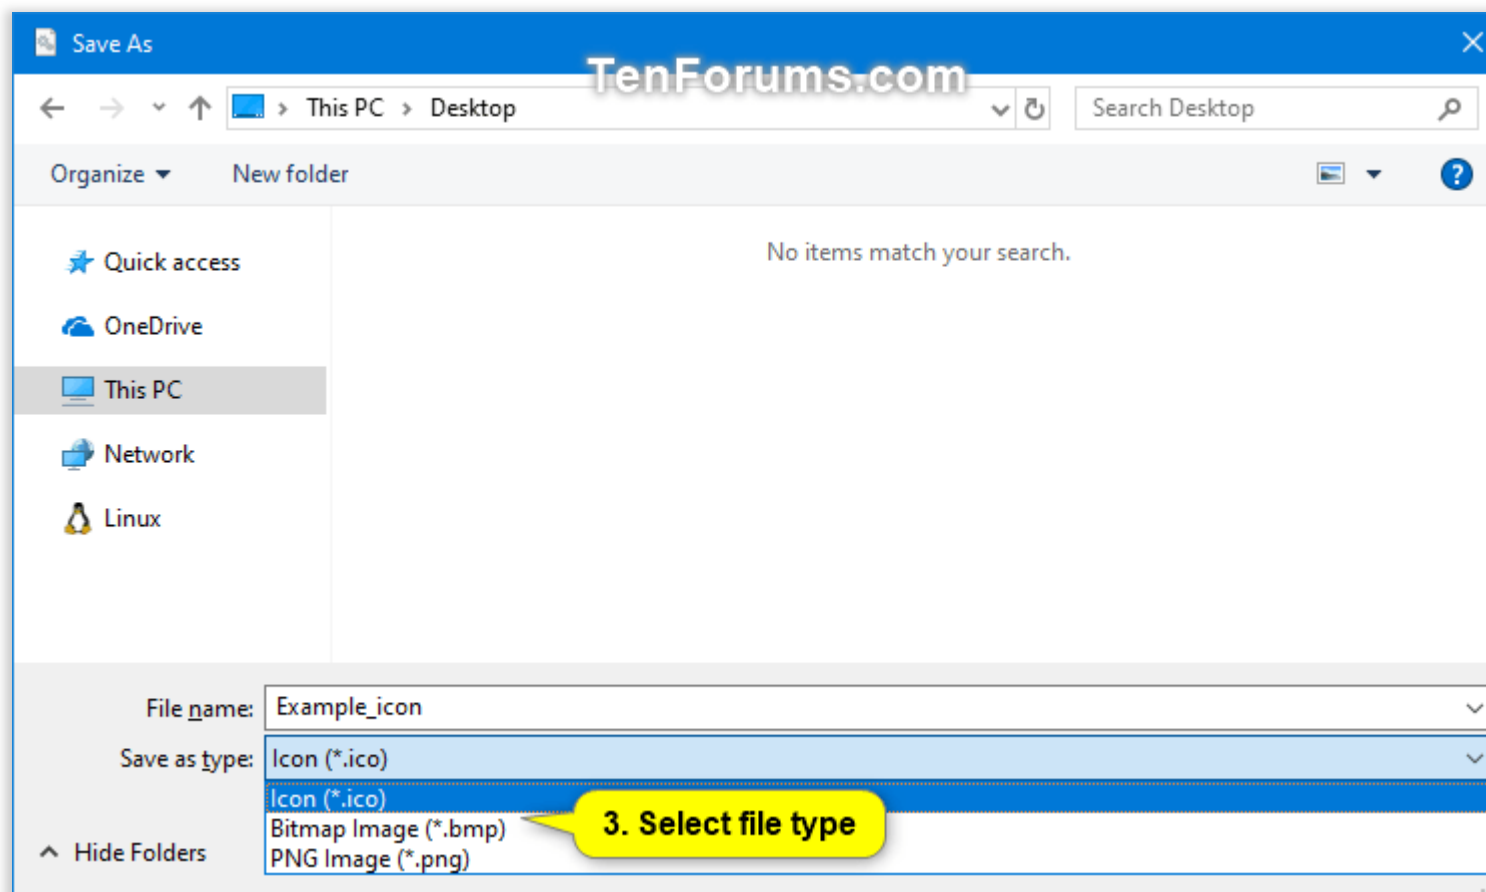 Save As
TenForums.com
This PC > Desktop
Search Desktop
Organize
New folder
?
No items match your search.
Quick access
OneDrive
This PC
Network
Linux
File name: Example_icon
Save as type: Icon (*.ico)
Icon (*.ico)
Bitmap Image (*.bmp)
PNG Image (*.png)
3. Select file type
Hide Folders